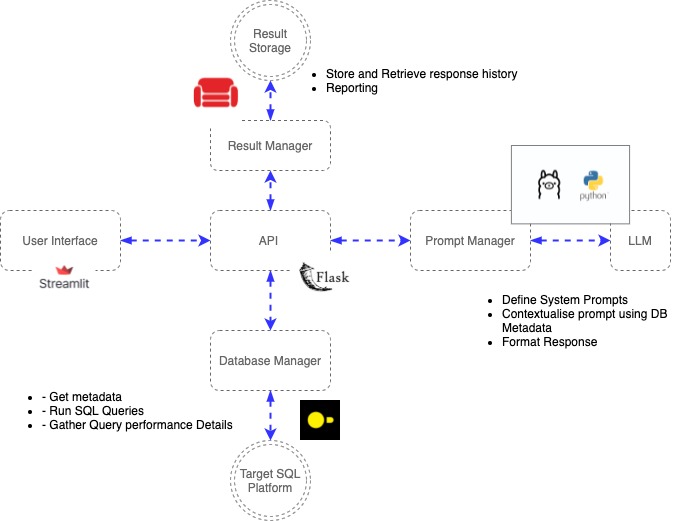 Result
Storage
• Store and Retrieve response history
• Reporting
Result Manager
python
User Interface
API
Prompt Manager
LLM
Streamlit
Flask
• Define System Prompts
• Contextualise prompt using DB
Metadata
• Format Response
Database Manager
• - Get metadata
• - Run SQL Queries
• - Gather Query performance Details
Target SQL
Platform